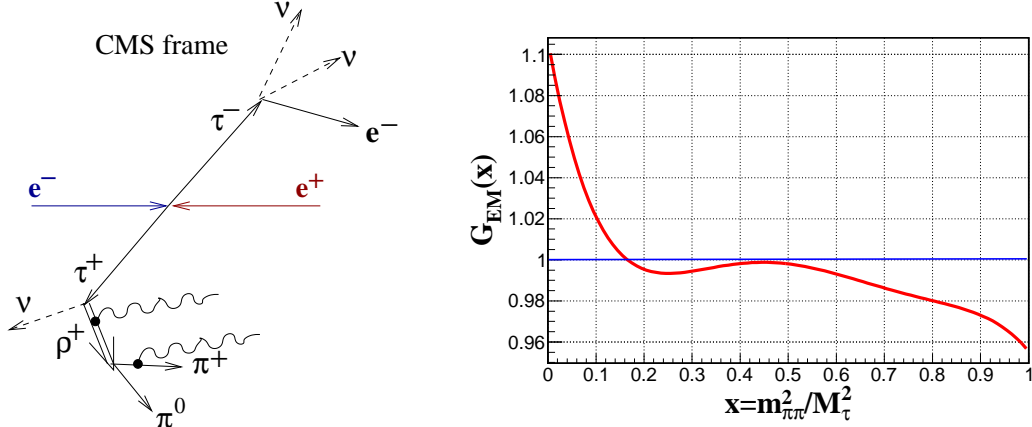 CMS frame
ν
ν
τ⁻
e⁻
e⁻
e⁺
τ⁺
ν
ρ⁺
π⁺
π⁰
G_EM(x)
1.1
1.08
1.06
1.04
1.02
1
0.98
0.96
0 0.1 0.2 0.3 0.4 0.5 0.6 0.7 0.8 0.9 1
x=m²_ππ/M²_τ